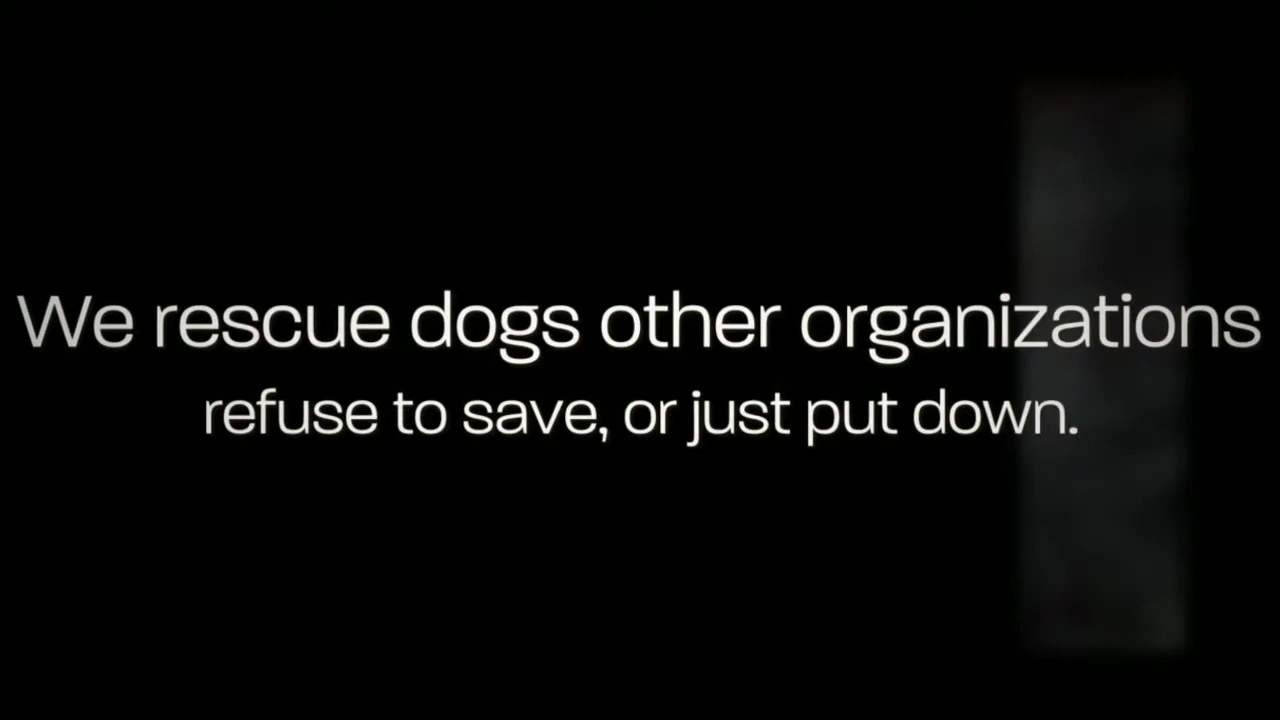 We rescue dogs other organizations
refuse to save, or just put down.